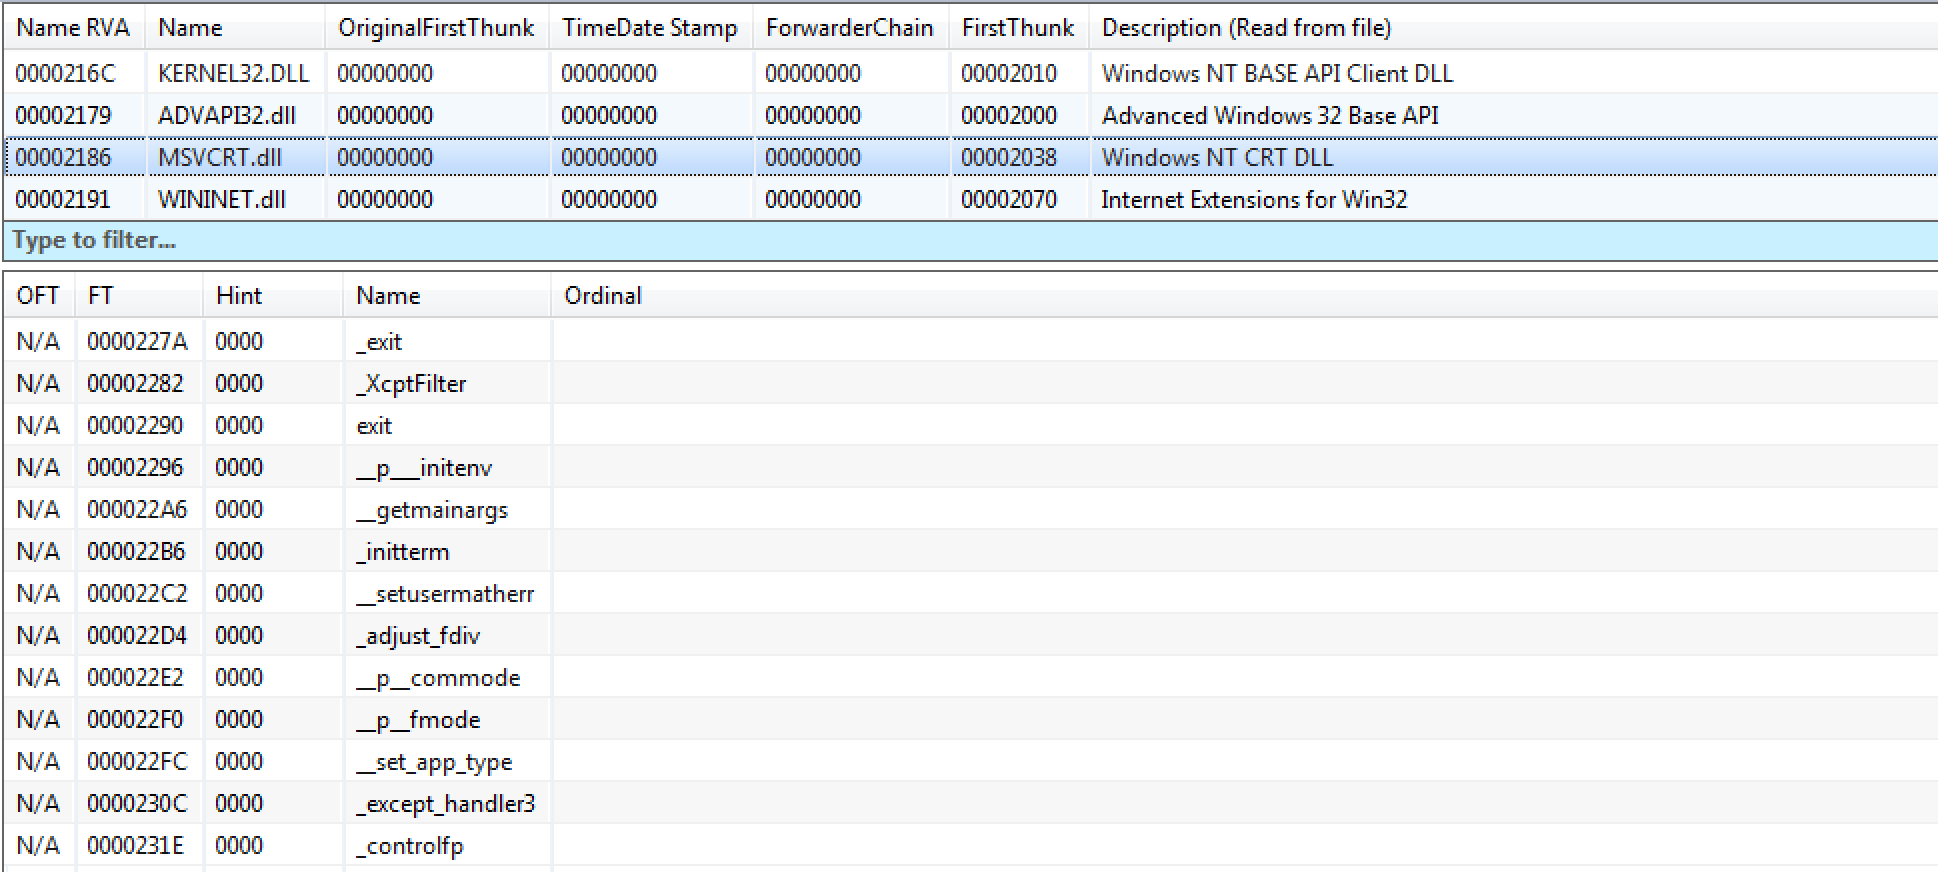 Name RVA Name OriginalFirstThunk TimeDate Stamp ForwarderChain FirstThunk Description (Read from file)
0000216C KERNEL32.DLL 00000000 00000000 00000000 00002010 Windows NT BASE API Client DLL
00002179 ADVAPI32.dll 00000000 00000000 00000000 00002000 Advanced Windows 32 Base API
00002186 MSVCRT.dll 00000000 00000000 00000000 00002038 Windows NT CRT DLL
00002191 WININET.dll 00000000 00000000 00000000 00002070 Internet Extensions for Win32
Type to filter...
OFT FT Hint Name Ordinal
N/A 0000227A 0000 _exit
N/A 00002282 0000 _XcptFilter
N/A 00002290 0000 exit
N/A 00002296 0000 __p___initenv
N/A 000022A6 0000 __getmainargs
N/A 000022B6 0000 _initterm
N/A 000022C2 0000 __setusermatherr
N/A 000022D4 0000 _adjust_fdiv
N/A 000022E2 0000 __p__commode
N/A 000022F0 0000 __p__fmode
N/A 000022FC 0000 __set_app_type
N/A 0000230C 0000 _except_handler3
N/A 0000231E 0000 _controlfp